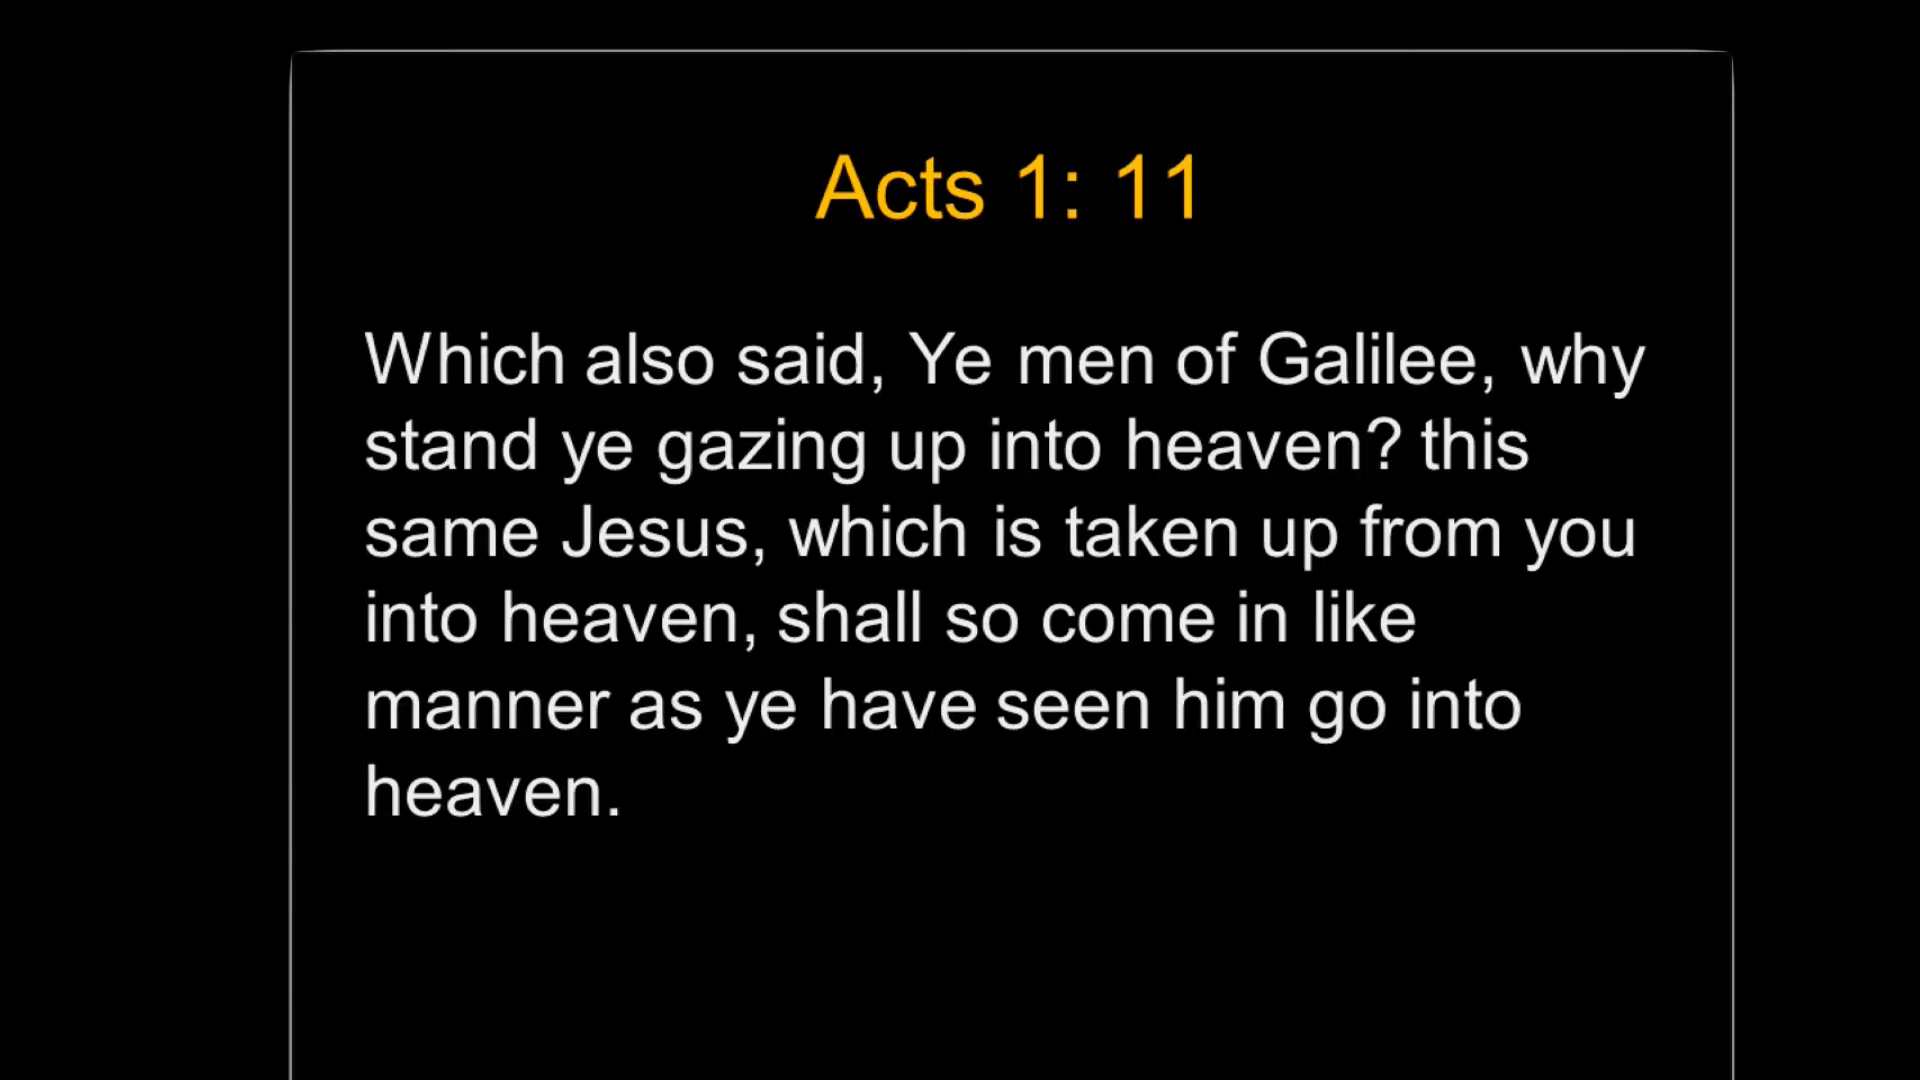 Acts 1: 11
Which also said, Ye men of Galilee, why
stand ye gazing up into heaven? this
same Jesus, which is taken up from you
into heaven, shall so come in like
manner as ye have seen him go into
heaven.